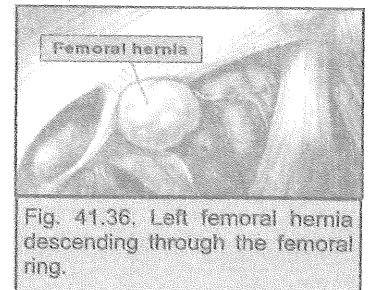 Femoral hernia
Fig. 41.36. Left femoral hernia
descending through the femoral
ring.